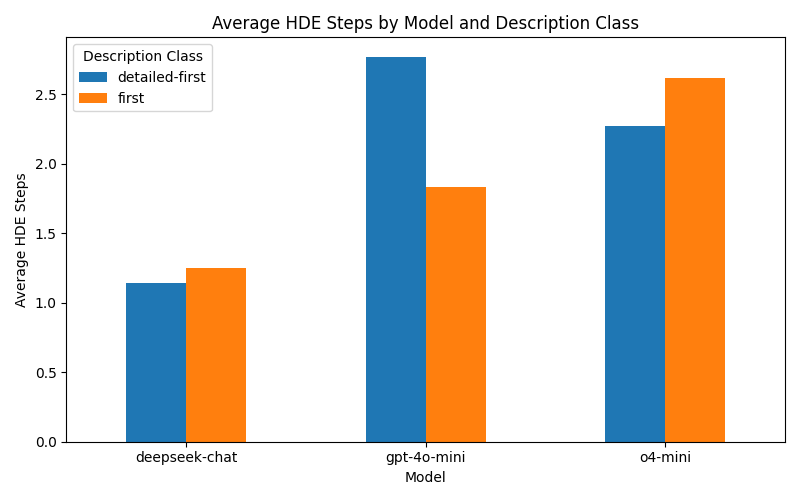 Average HDE Steps by Model and Description Class
Description Class
detailed-first
first
Average HDE Steps
2.5
2.0
1.5
1.0
0.5
0.0
deepseek-chat
gpt-4o-mini
o4-mini
Model